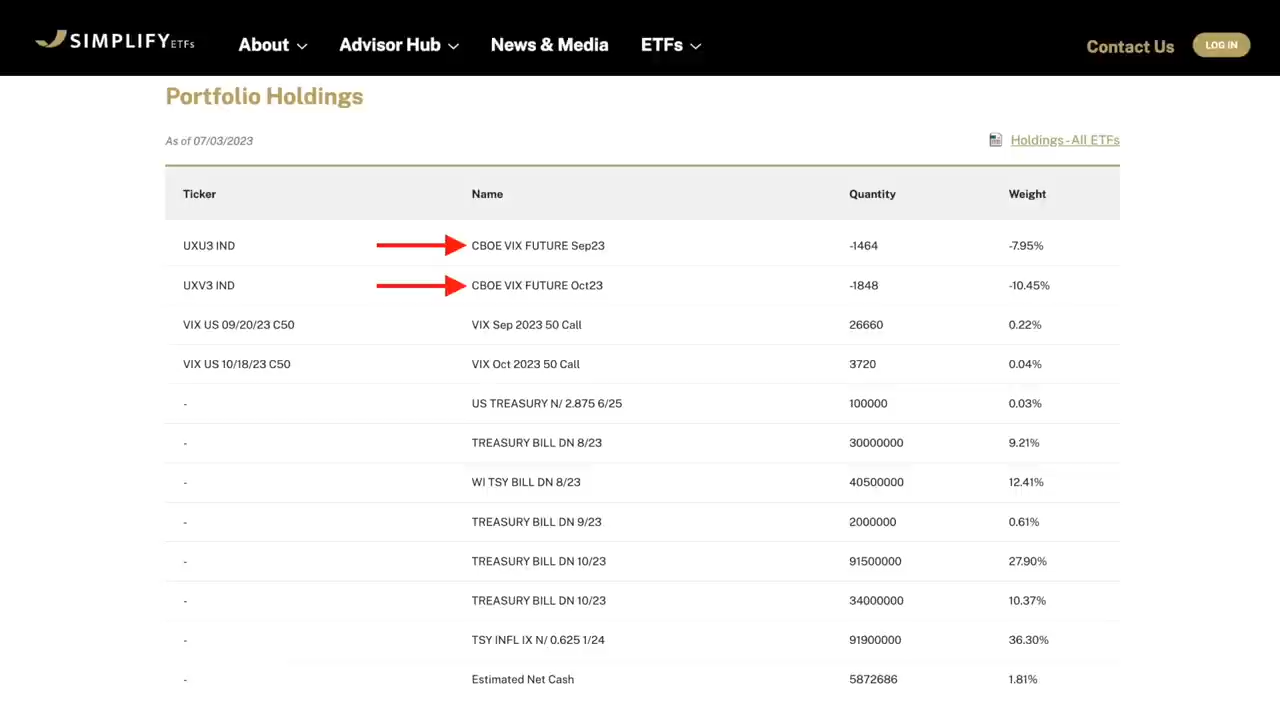 SIMPLIFY ETFs About Advisor Hub News & Media ETFs Contact Us LOG IN
Portfolio Holdings
As of 07/03/2023 Holdings - All ETFs
Ticker Name Quantity Weight
UXU3 IND CBOE VIX FUTURE Sep23 -1464 -7.95%
UXV3 IND CBOE VIX FUTURE Oct23 -1848 -10.45%
VIX US 09/20/23 C50 VIX Sep 2023 50 Call 26660 0.22%
VIX US 10/18/23 C50 VIX Oct 2023 50 Call 3720 0.04%
- US TREASURY N/ 2.875 6/25 100000 0.03%
- TREASURY BILL DN 8/23 30000000 9.21%
- WI TSY BILL DN 8/23 40500000 12.41%
- TREASURY BILL DN 9/23 2000000 0.61%
- TREASURY BILL DN 10/23 91500000 27.90%
- TREASURY BILL DN 10/23 34000000 10.37%
- TSY INFL IX N/ 0.625 1/24 91900000 36.30%
- Estimated Net Cash 5872686 1.81%